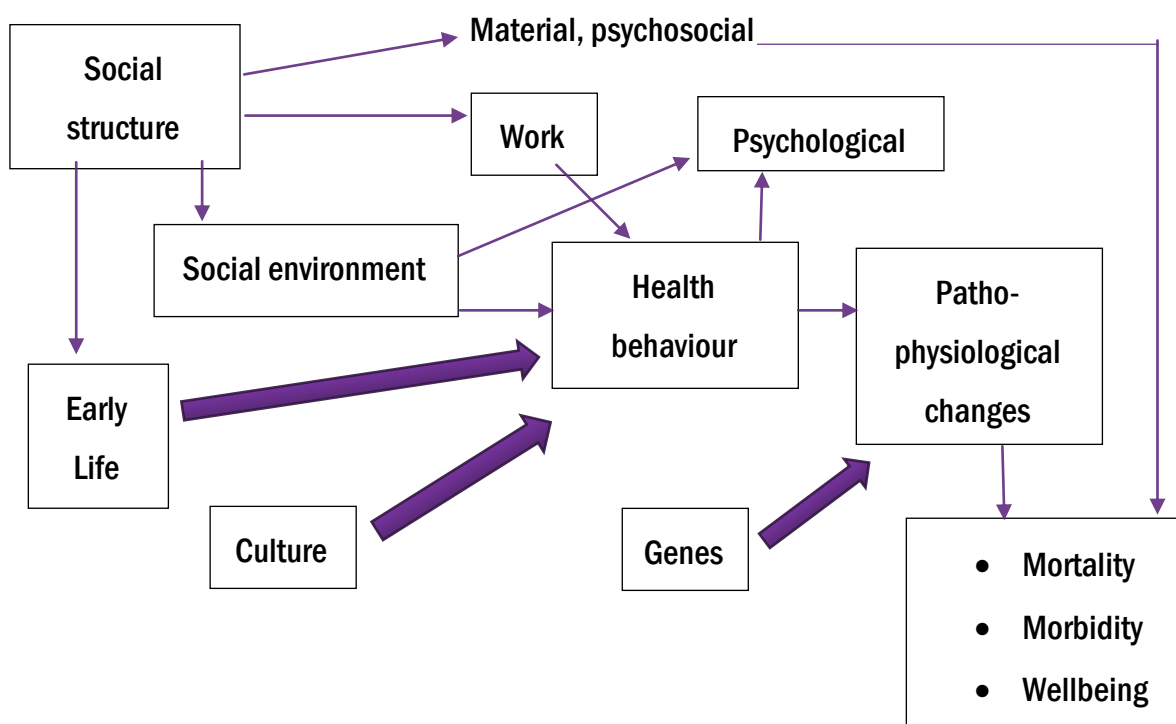 Material, psychosocial
Social
structure
Work
Psychological
Social environment
Health
behaviour
Patho-
physiological
changes
Early
Life
Culture
Genes
• Mortality
• Morbidity
• Wellbeing